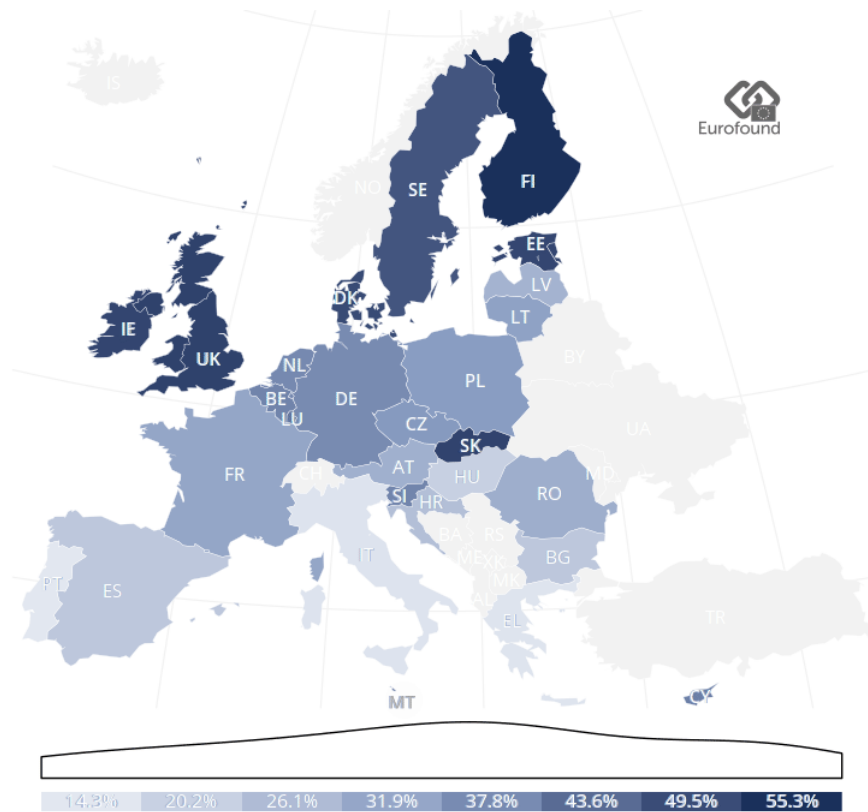 IS
Eurofound
NO
SE
FI
EE
LV
DK
LT
IE
UK
BY
NL
PL
BE
DE
LU
CZ
UA
SK
FR
CH
AT
HU
MD
SI
HR
RO
BA
RS
IT
ME
XK
BG
PT
ES
MK
AL
EL
TR
CY
MT
14.3% 20.2% 26.1% 31.9% 37.8% 43.6% 49.5% 55.3%